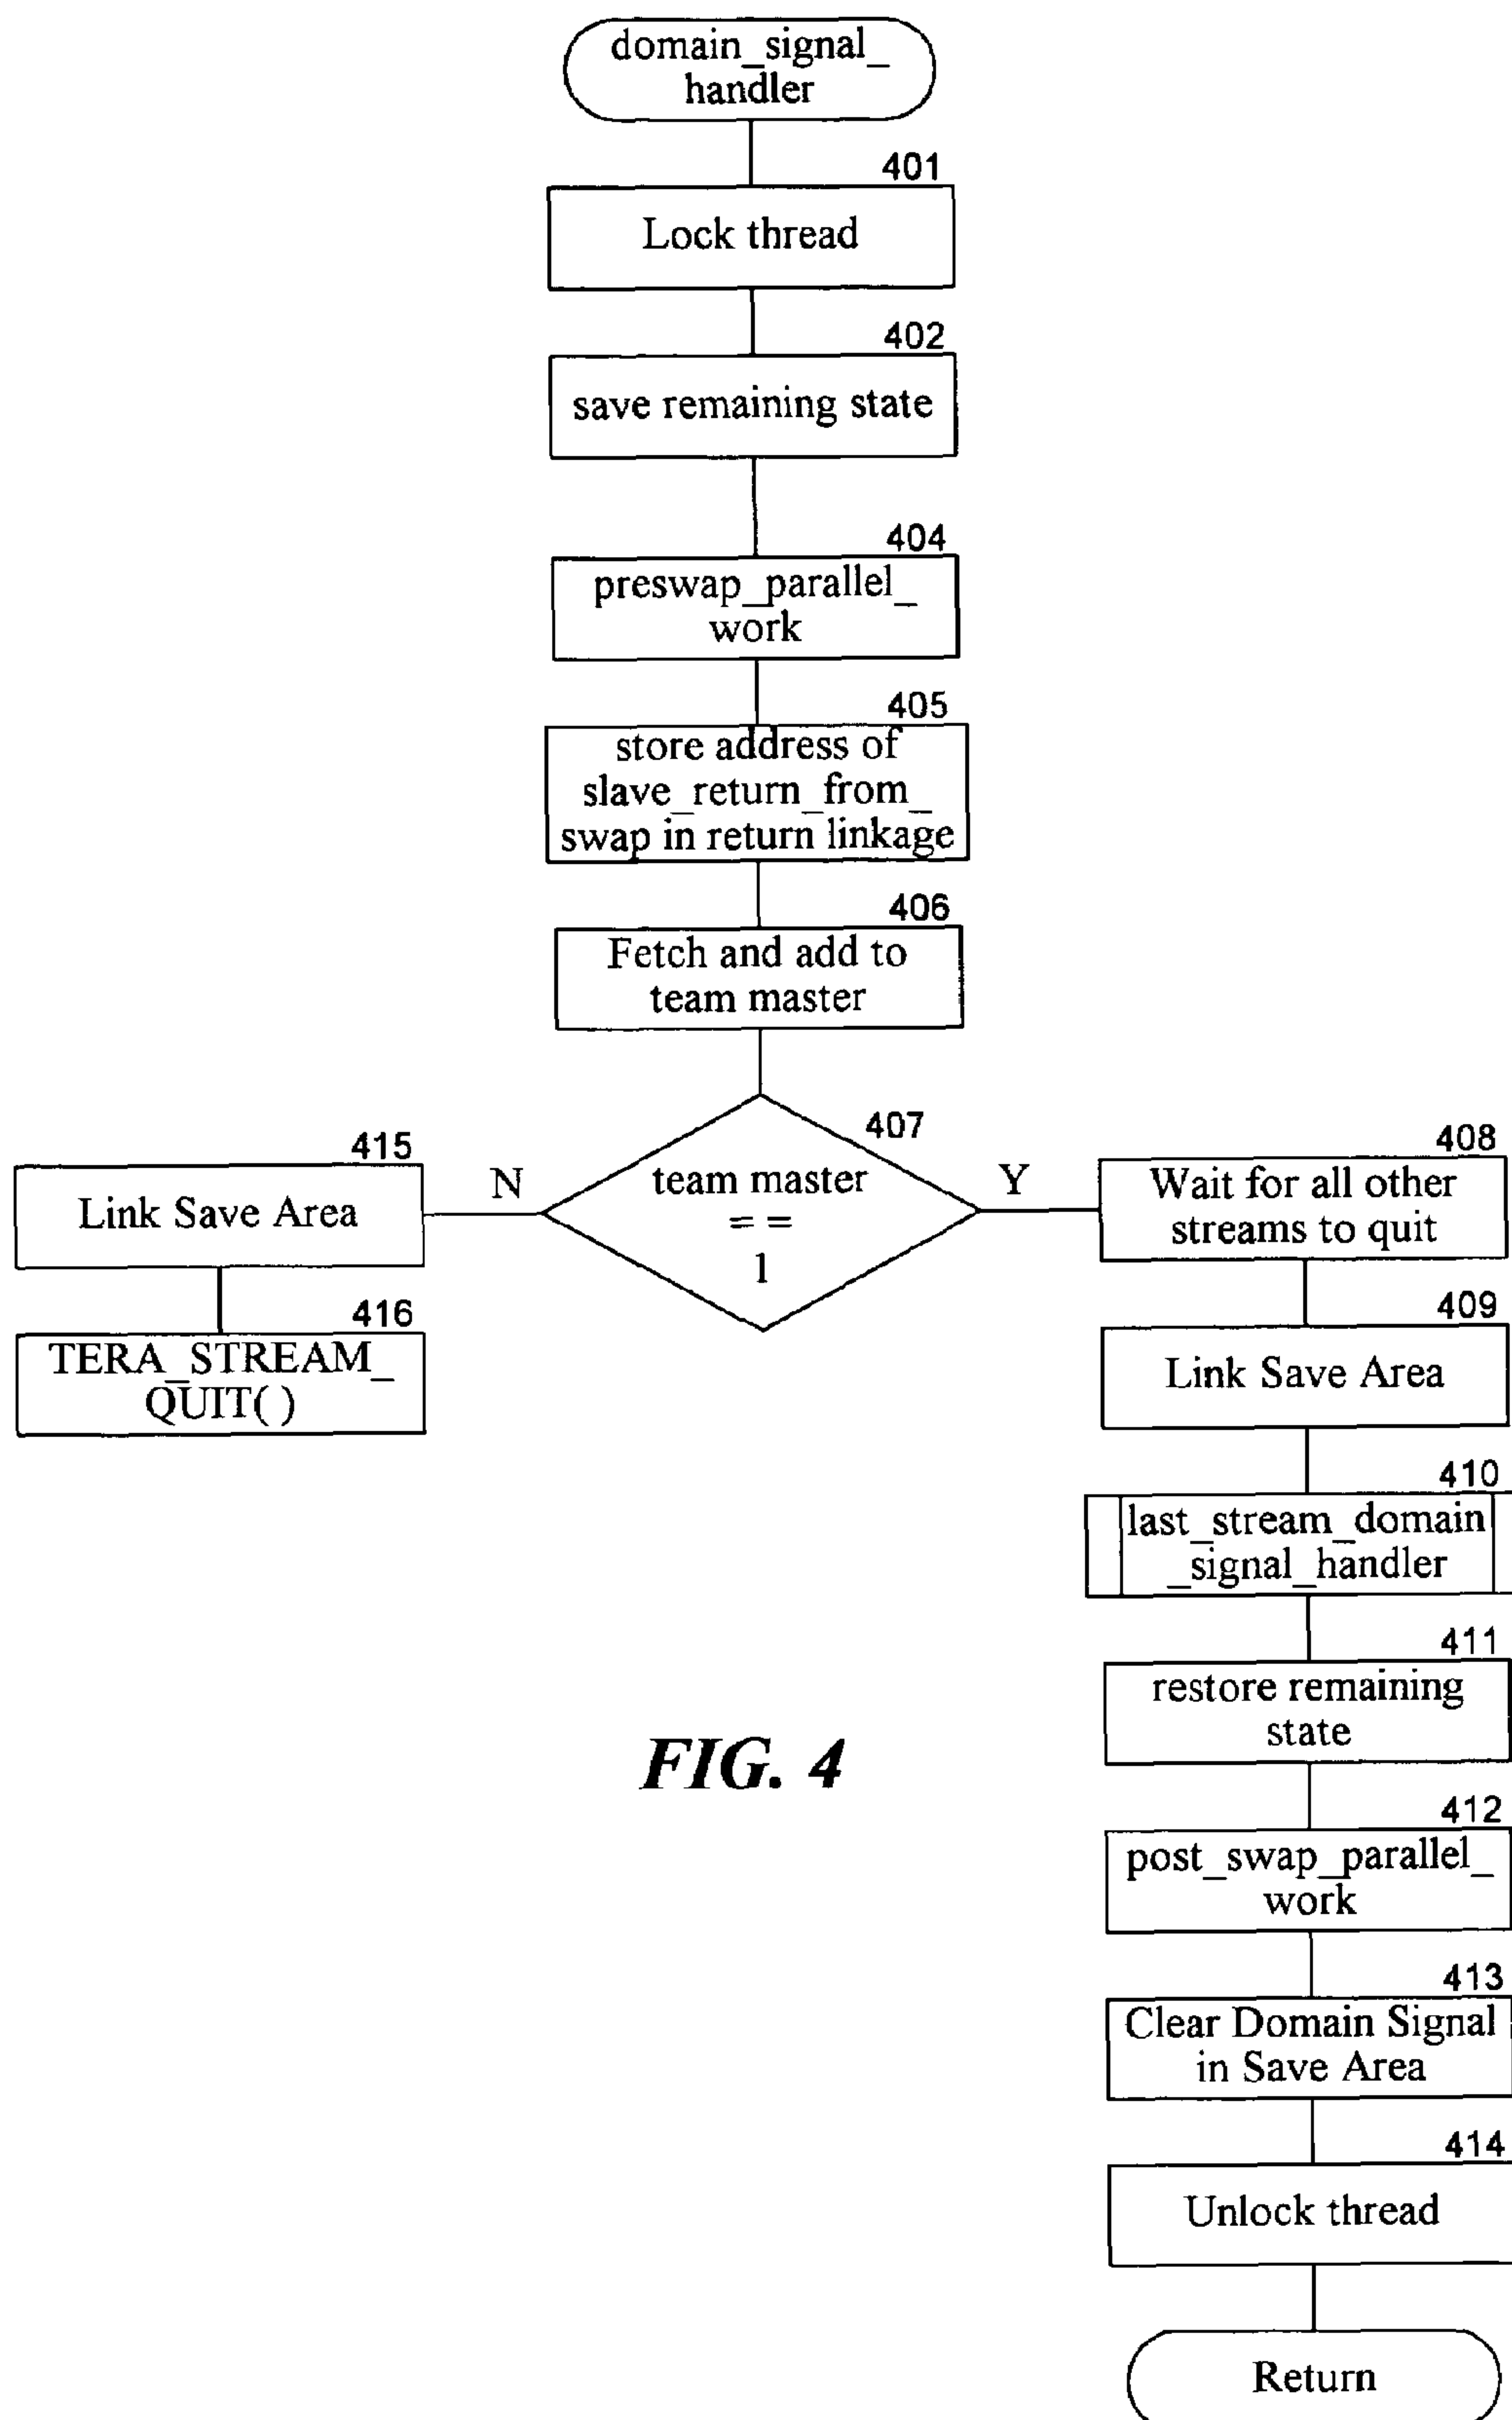 domain_signal_
handler
401
Lock thread
402
save remaining state
404
preswap_parallel_
work
405
store address of
slave_return_from_
swap in return linkage
406
Fetch and add to
team master
407
team master
= =
1
N
Y
415
Link Save Area
416
TERA_STREAM_
QUIT( )
408
Wait for all other
streams to quit
409
Link Save Area
410
last_stream_domain
_signal_handler
411
restore remaining
state
412
post_swap_parallel_
work
413
Clear Domain Signal
in Save Area
414
Unlock thread
Return
FIG. 4